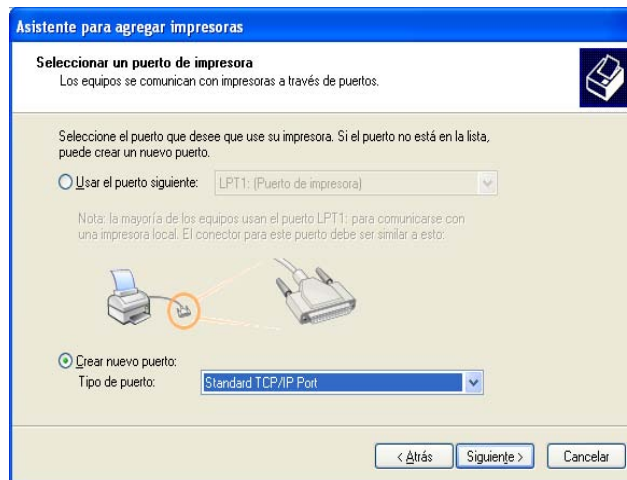 Asistente para agregar impresoras
Seleccionar un puerto de impresora
Los equipos se comunican con impresoras a través de puertos.
Seleccione el puerto que desee que use su impresora. Si el puerto no está en la lista,
puede crear un nuevo puerto.
Usar el puerto siguiente: LPT1: (Puerto de impresora)
Nota: la mayoría de los equipos usan el puerto LPT1: para comunicarse con
una impresora local. El conector para este puerto debe ser similar a esto:
Crear nuevo puerto:
Tipo de puerto: Standard TCP/IP Port
< Atrás Siguiente > Cancelar